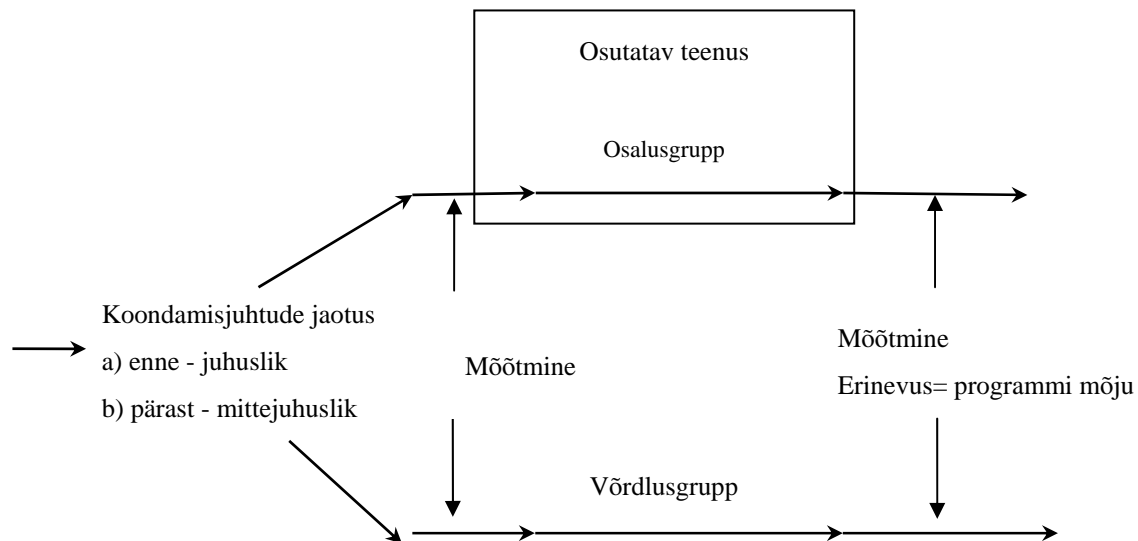 Osutatav teenus
Osalusgrupp
Koondamisjuhtude jaotus
a) enne - juhuslik
b) pärast - mittejuhuslik
Mõõtmine
Mõõtmine
Erinevus= programmi mõju
Võrdlusgrupp